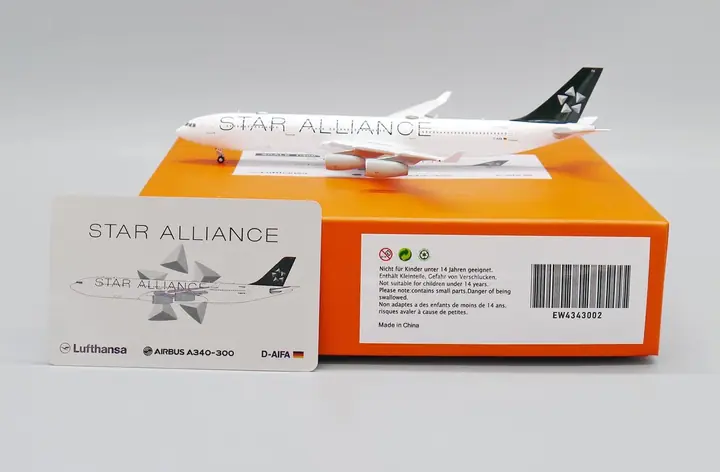 STAR ALLIANCE
STAR ALLIANCE
STAR ALLIANCE
Lufthansa
AIRBUS A340-300
D-AIFA
Nicht für Kinder unter 14 Jahren geeignet.
Enthält Kleinteile, Gefahr von Verschlucken.
Not suitable for children under 14 years.
Please note:contains small parts.Danger of being
swallowed.
Non adaptes a des enfants de moins de 14 ans.
risques avaler à cause de petites.
Made in China
EW4343002